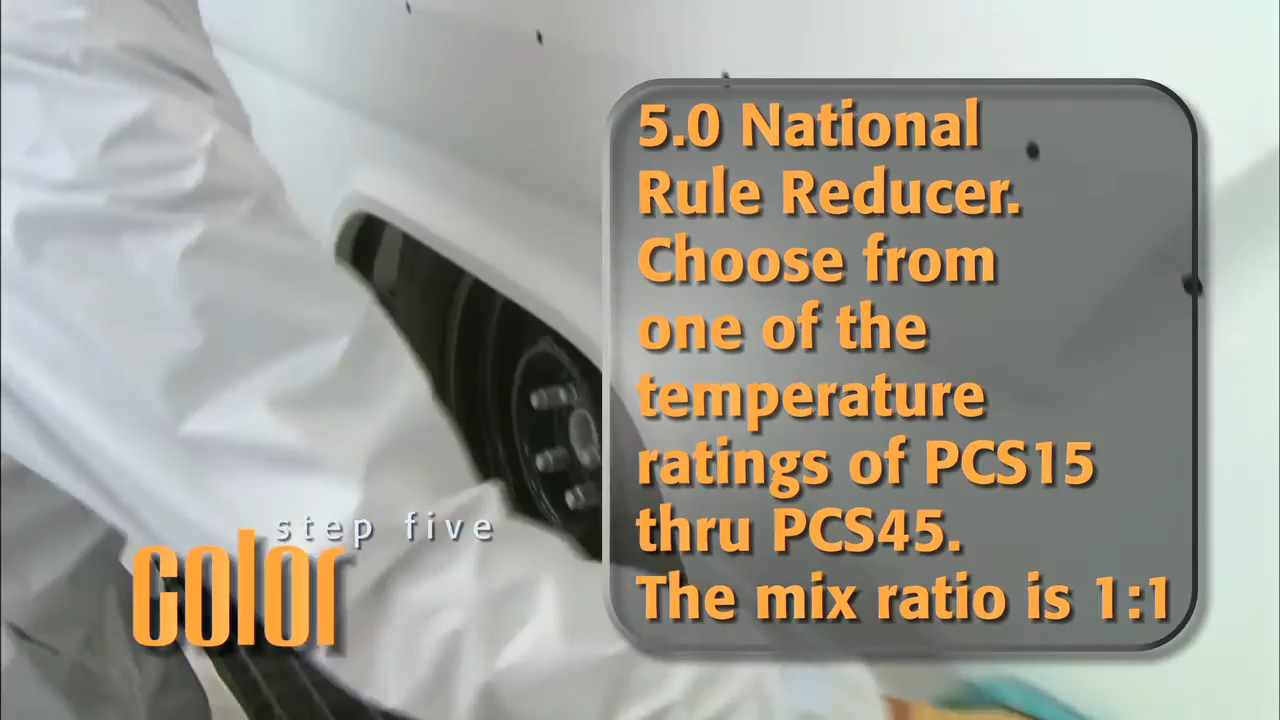 5.0 National
Rule Reducer.
Choose from
one of the
temperature
ratings of PCS15
thru PCS45.
The mix ratio is 1:1
step five
color